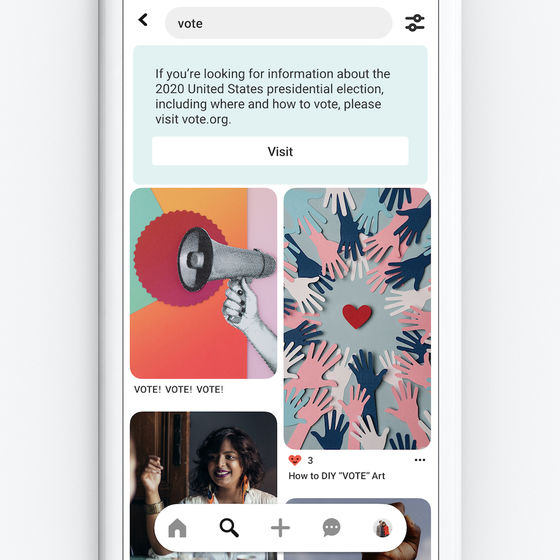 vote
If you’re looking for information about the
2020 United States presidential election,
including where and how to vote, please
visit vote.org.
Visit
VOTE! VOTE! VOTE!
3
How to DIY “VOTE” Art